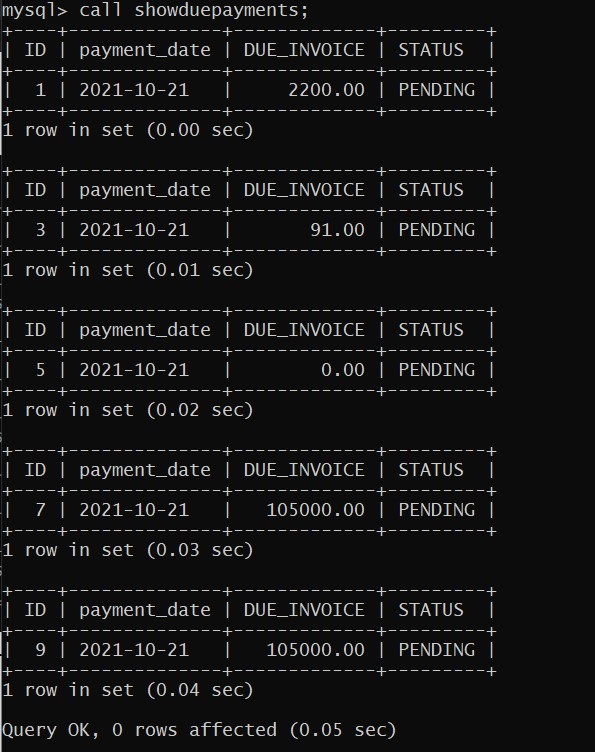 mysql> call showduepayments;
+----+--------------+-------------+---------+
| ID | payment_date | DUE_INVOICE | STATUS  |
+----+--------------+-------------+---------+
|  1 | 2021-10-21   |     2200.00 | PENDING |
+----+--------------+-------------+---------+
1 row in set (0.00 sec)

+----+--------------+-------------+---------+
| ID | payment_date | DUE_INVOICE | STATUS  |
+----+--------------+-------------+---------+
|  3 | 2021-10-21   |       91.00 | PENDING |
+----+--------------+-------------+---------+
1 row in set (0.01 sec)

+----+--------------+-------------+---------+
| ID | payment_date | DUE_INVOICE | STATUS  |
+----+--------------+-------------+---------+
|  5 | 2021-10-21   |        0.00 | PENDING |
+----+--------------+-------------+---------+
1 row in set (0.02 sec)

+----+--------------+-------------+---------+
| ID | payment_date | DUE_INVOICE | STATUS  |
+----+--------------+-------------+---------+
|  7 | 2021-10-21   |   105000.00 | PENDING |
+----+--------------+-------------+---------+
1 row in set (0.03 sec)

+----+--------------+-------------+---------+
| ID | payment_date | DUE_INVOICE | STATUS  |
+----+--------------+-------------+---------+
|  9 | 2021-10-21   |   105000.00 | PENDING |
+----+--------------+-------------+---------+
1 row in set (0.04 sec)

Query OK, 0 rows affected (0.05 sec)